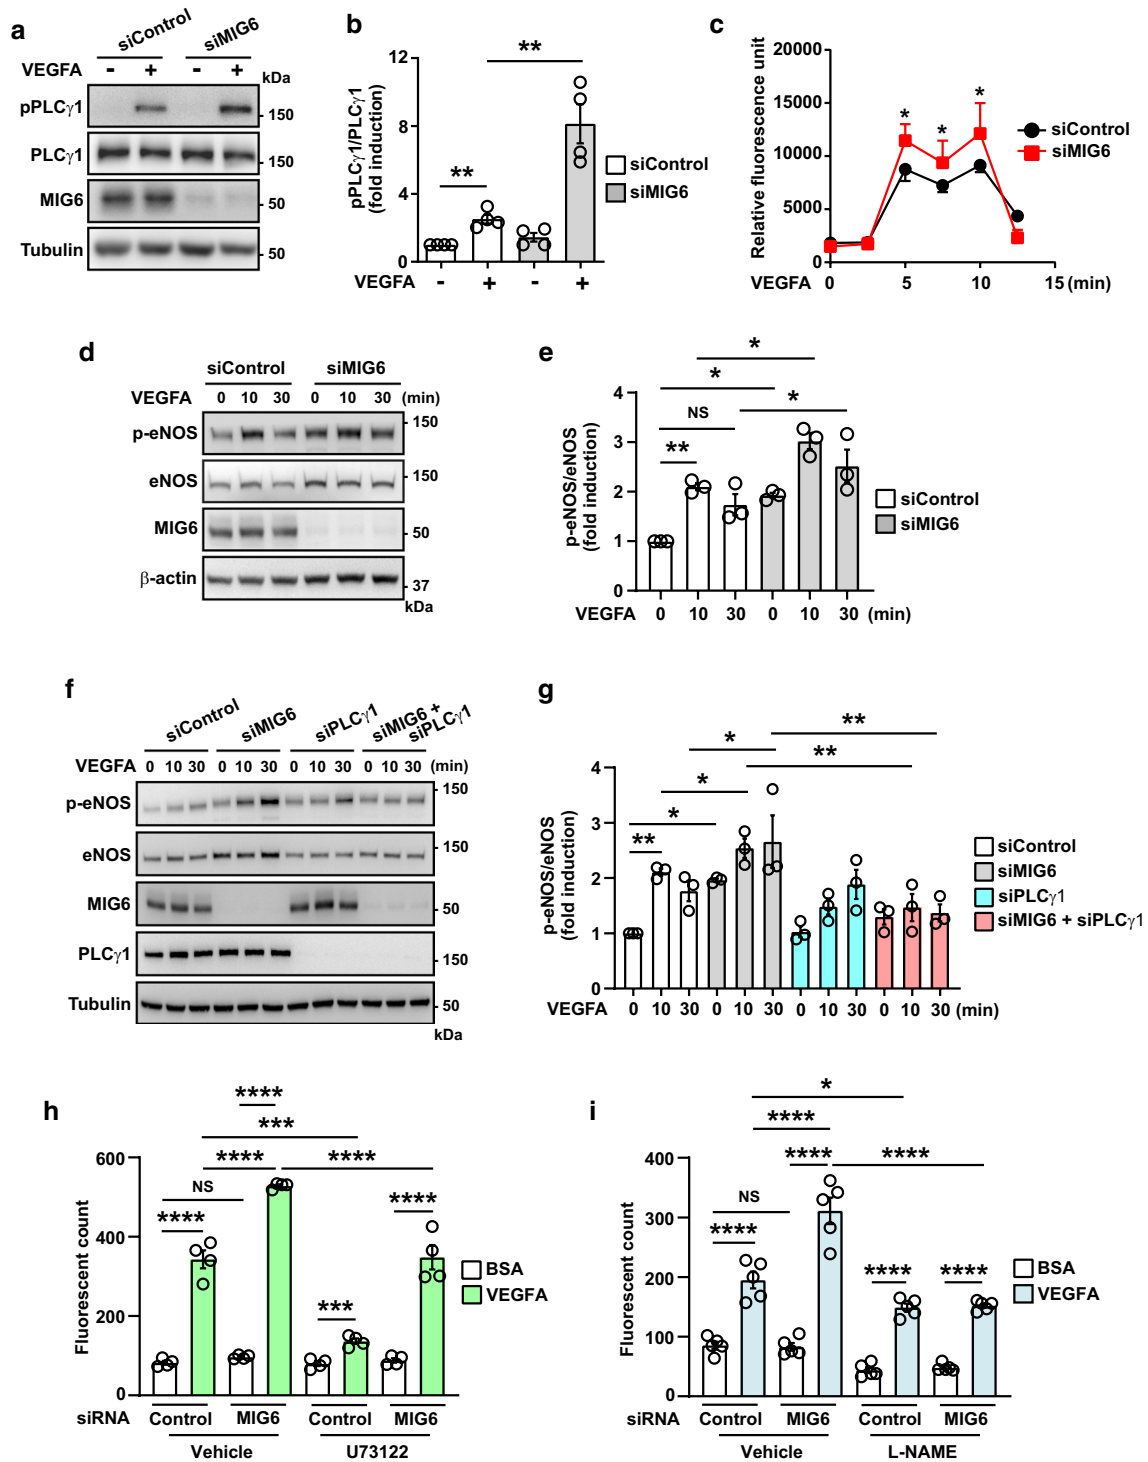 a
siControl siMIG6
VEGFA - + - + kDa
pPLCγ1 150
PLCγ1 150
MIG6 50
Tubulin 50
b
** **
pPLCγ1/PLCγ1 (fold induction)
12
8
4
0
VEGFA - + - +
siControl
siMIG6
c
Relative fluorescence unit
20000
15000
10000
5000
0
* * *
siControl
siMIG6
VEGFA 0 5 10 15 (min)
d
siControl siMIG6
VEGFA 0 10 30 0 10 30 (min)
p-eNOS 150
eNOS 150
MIG6 50
β-actin 37
kDa
e
*
*
NS *
**
p-eNOS/eNOS (fold induction)
4
3
2
1
0
VEGFA 0 10 30 0 10 30 (min)
siControl
siMIG6
f
siControl siMIG6 siPLCγ1 siMIG6 + siPLCγ1
VEGFA 0 10 30 0 10 30 0 10 30 0 10 30 (min)
p-eNOS 150
eNOS 150
MIG6 50
PLCγ1 150
Tubulin 50
kDa
g
**
* **
*
*
**
p-eNOS/eNOS (fold induction)
4
3
2
1
0
VEGFA 0 10 30 0 10 30 0 10 30 0 10 30 (min)
siControl
siMIG6
siPLCγ1
siMIG6 + siPLCγ1
h
****
***
**** ****
NS ****
****
***
Fluorescent count
600
400
200
0
siRNA Control MIG6 Control MIG6
Vehicle U73122
BSA
VEGFA
i
*
****
**** ****
NS
****
**** ****
Fluorescent count
400
300
200
100
0
siRNA Control MIG6 Control MIG6
Vehicle L-NAME
BSA
VEGFA